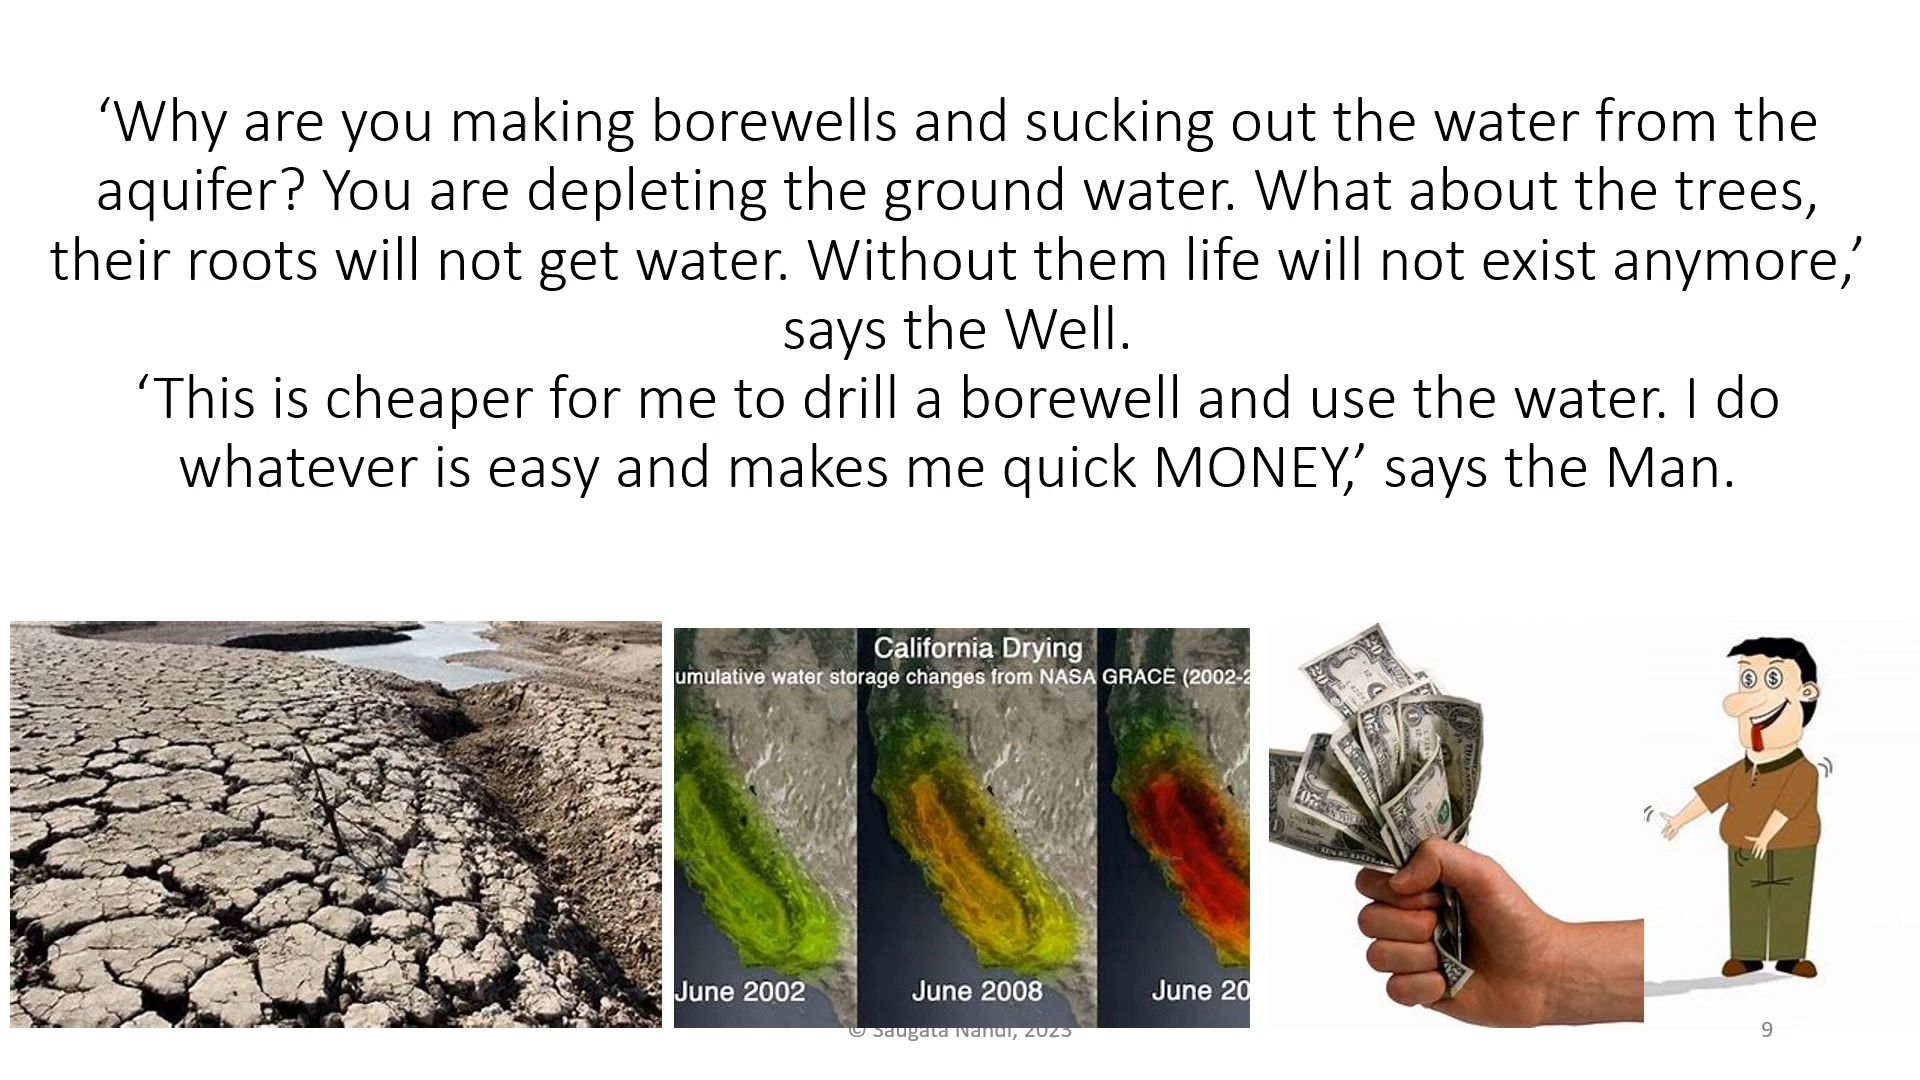 ‘Why are you making borewells and sucking out the water from the
aquifer? You are depleting the ground water. What about the trees,
their roots will not get water. Without them life will not exist anymore,’
says the Well.
‘This is cheaper for me to drill a borewell and use the water. I do
whatever is easy and makes me quick MONEY,’ says the Man.
California Drying
umulative water storage changes from NASA GRACE (2002-2
June 2002
June 2008
June 20
© Saugata Nandi, 2023
9